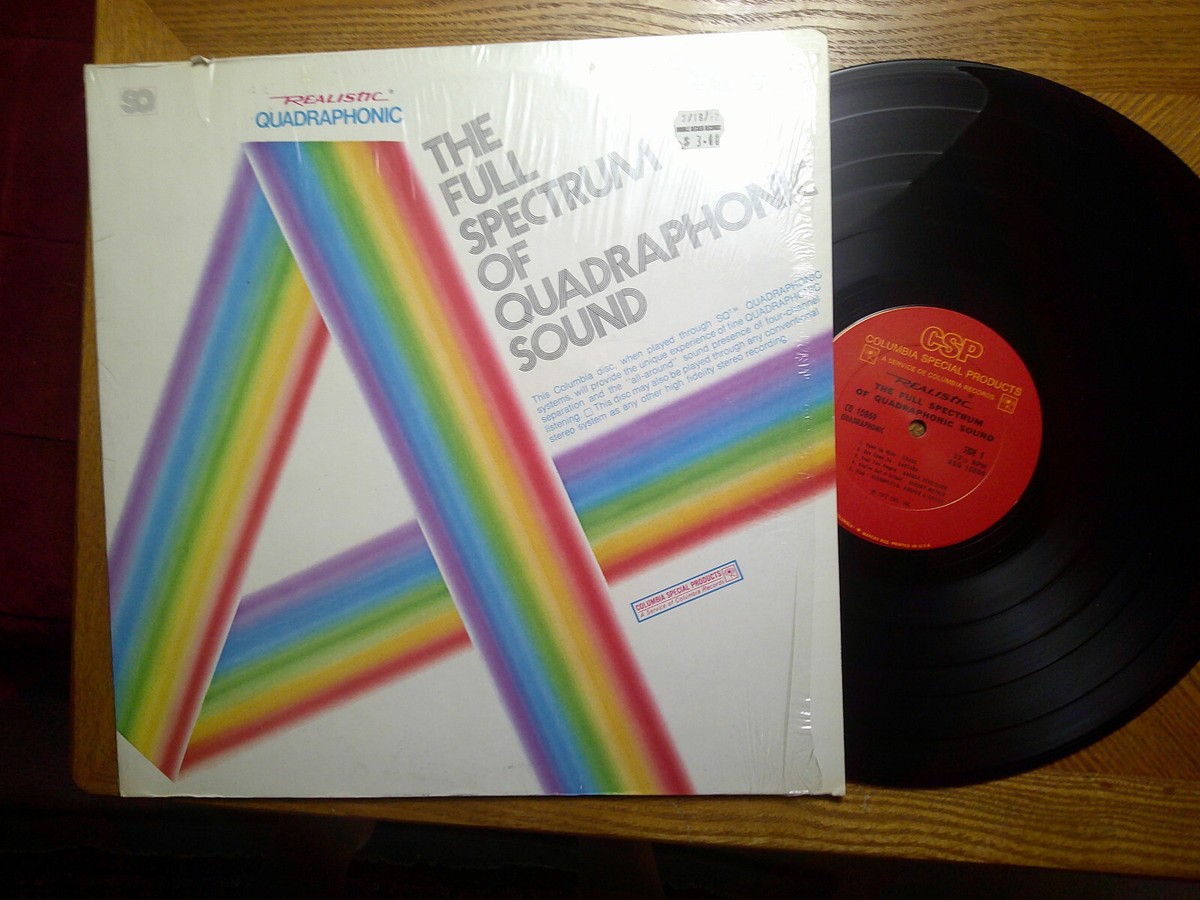 SQ
REALISTIC®
QUADRAPHONIC
THE
FULL
SPECTRUM
OF
QUADRAPHONIC
SOUND
$ 3.00
This Columbia disc, when played through SQ™ QUADRAPHONIC
systems, will provide the unique experience of fine QUADRAPHONIC
separation and the "all-around" sound presence of four-channel
listening. □ This disc may also be played through any conventional
stereo system as any other high fidelity stereo recording.
COLUMBIA SPECIAL PRODUCTS
A Service of Columbia Records
CSP
COLUMBIA SPECIAL PRODUCTS
A SERVICE OF COLUMBIA RECORDS
REALISTIC
THE FULL SPECTRUM
OF QUADRAPHONIC SOUND
QUADRAPHONIC
SIDE 1